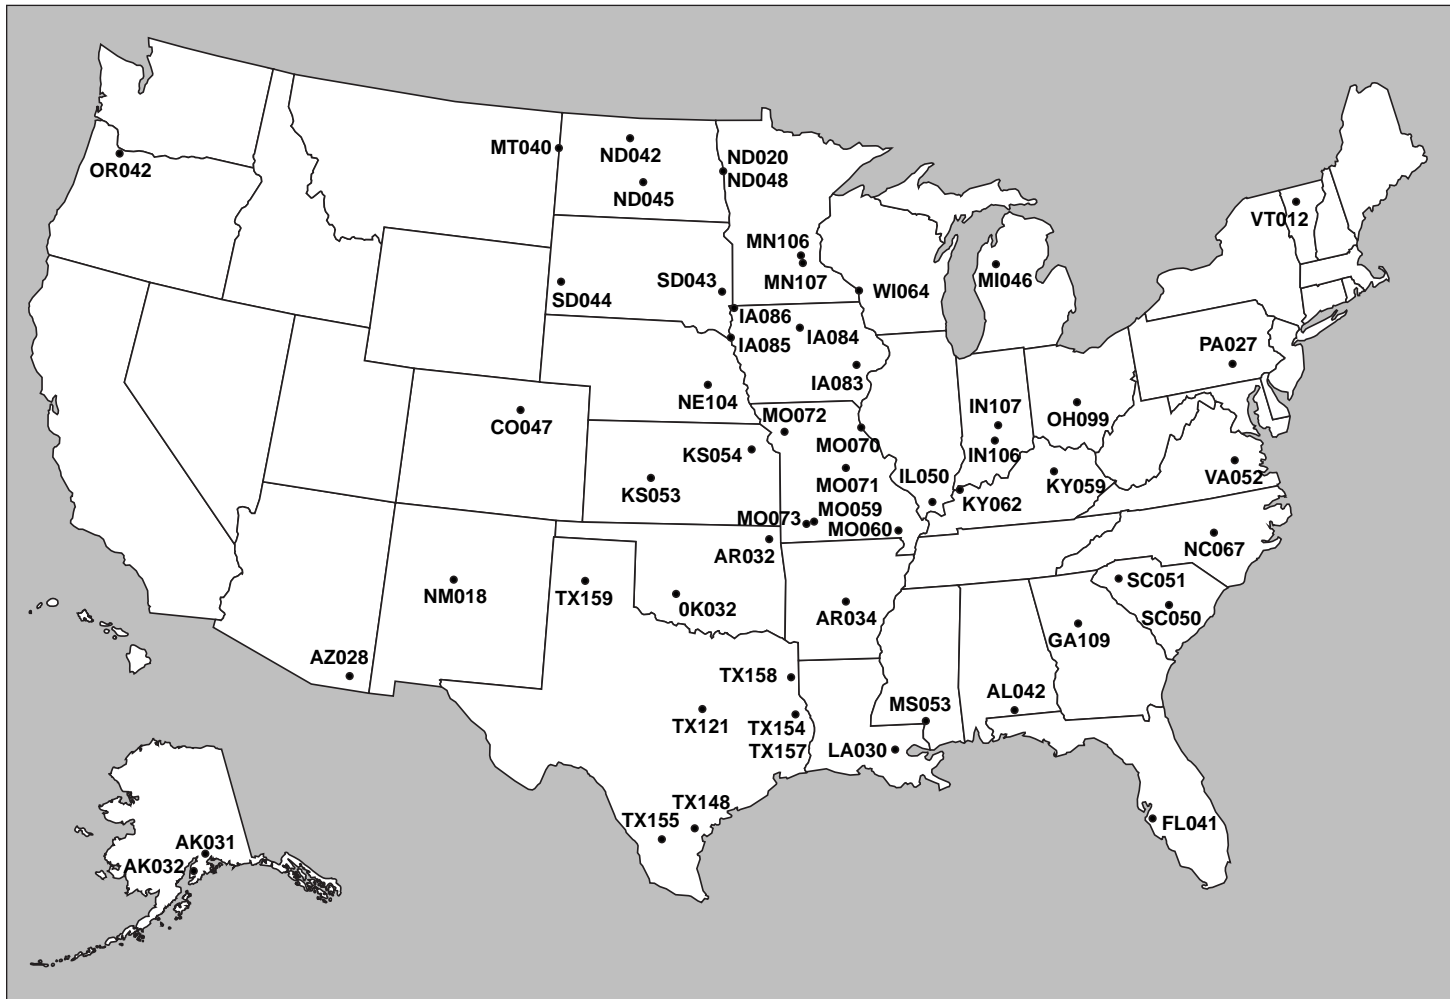 MT040
ND042
ND020
ND048
OR042
ND045
VT012
MN106
MN107
SD043
SD044
WI064
MI046
IA086
IA084
IA085
PA027
IA083
NE104
CO047
MO072
IN107
OH099
MO070
IN106
KS054
IL050
KY059
VA052
MO071
KS053
KY062
MO059
MO073
MO060
AR032
NC067
NM018
TX159
0K032
AR034
SC051
SC050
GA109
AZ028
TX158
AL042
MS053
TX121
TX154
TX157
LA030
TX148
TX155
FL041
AK031
AK032